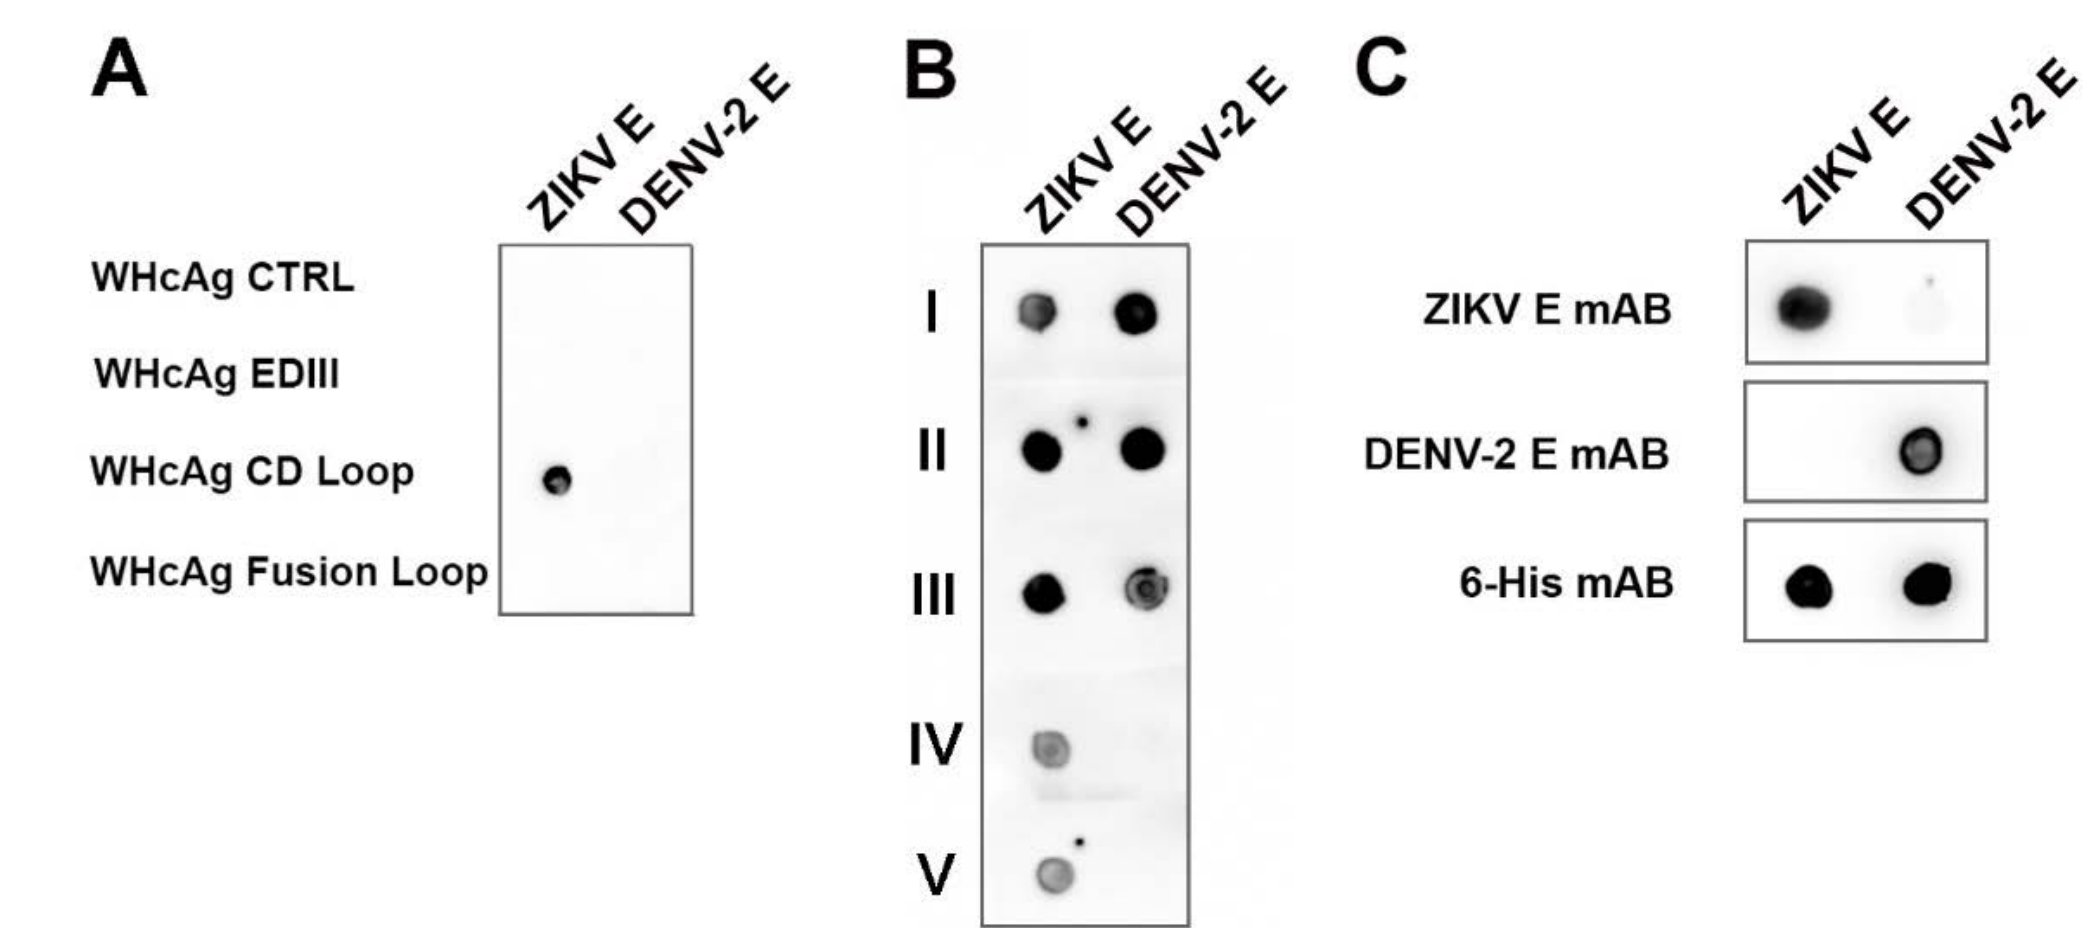 A
ZIKV E
DENV-2 E
WHcAg CTRL
WHcAg EDIII
WHcAg CD Loop
WHcAg Fusion Loop
B
ZIKV E
DENV-2 E
I
II
III
IV
V
C
ZIKV E
DENV-2 E
ZIKV E mAB
DENV-2 E mAB
6-His mAB